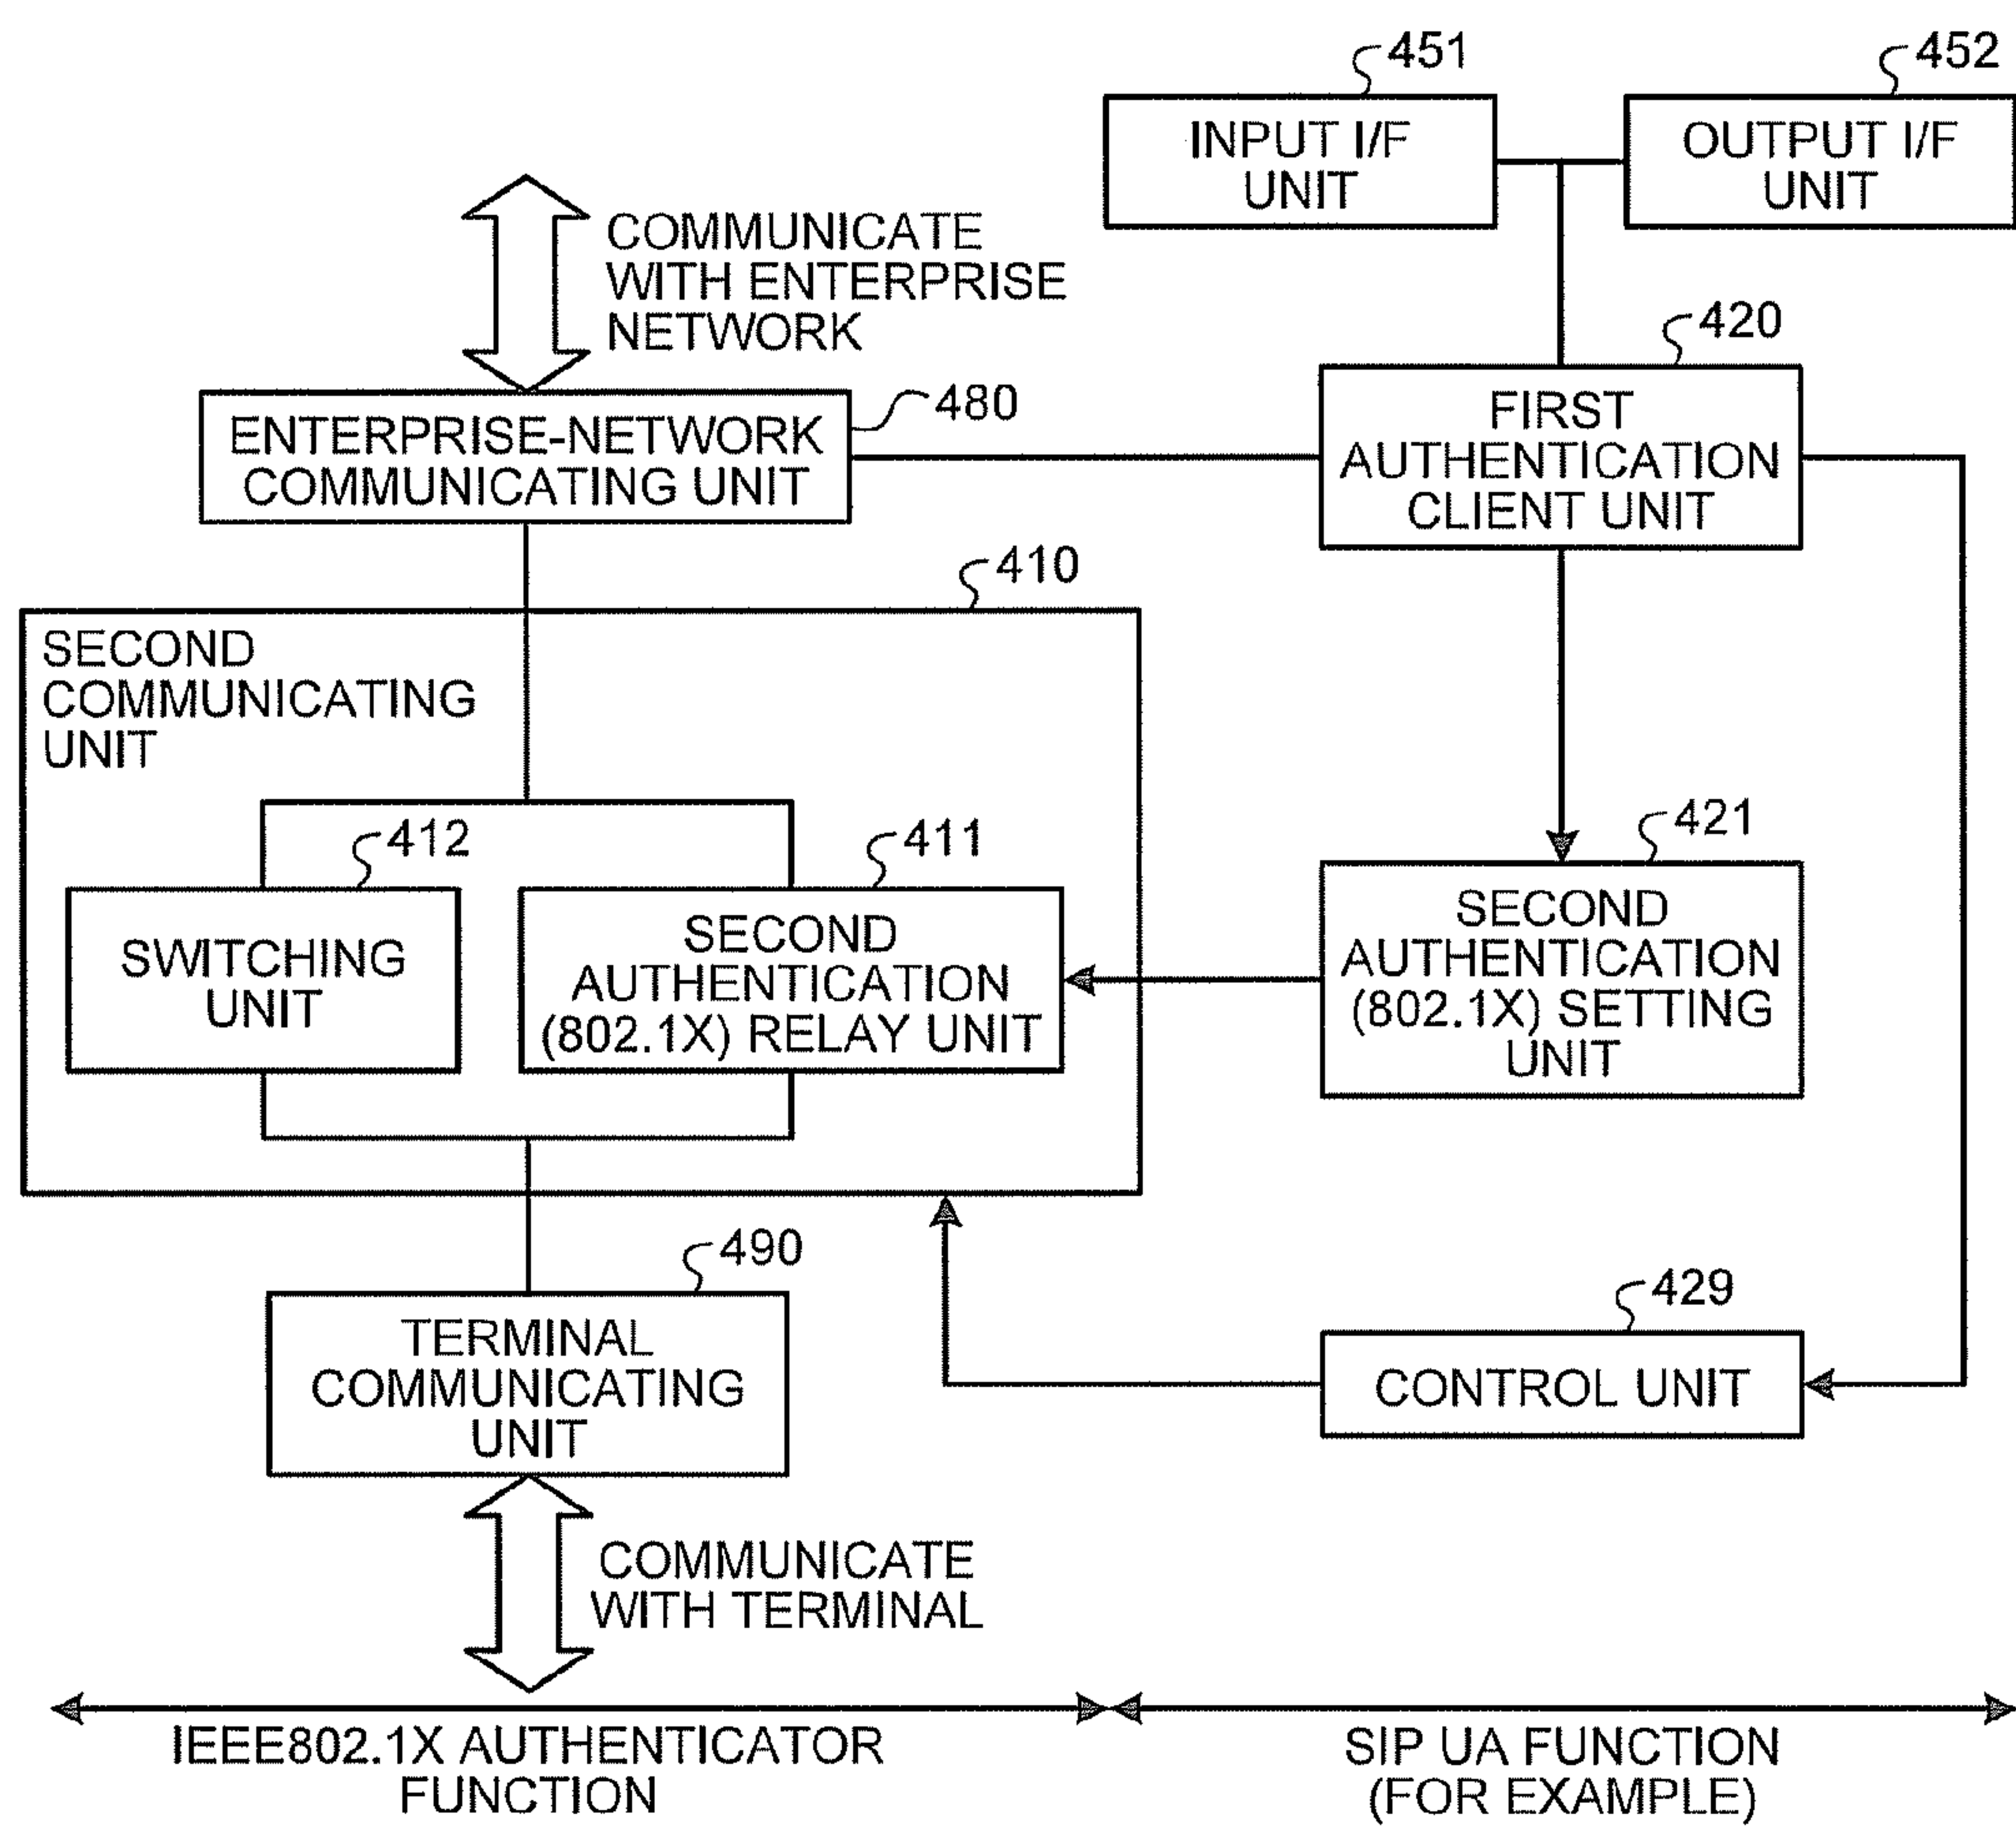 451
INPUT I/F
UNIT
452
OUTPUT I/F
UNIT
COMMUNICATE
WITH ENTERPRISE
NETWORK
480
ENTERPRISE-NETWORK
COMMUNICATING UNIT
420
FIRST
AUTHENTICATION
CLIENT UNIT
410
SECOND
COMMUNICATING
UNIT
412
SWITCHING
UNIT
411
SECOND
AUTHENTICATION
(802.1X) RELAY UNIT
421
SECOND
AUTHENTICATION
(802.1X) SETTING
UNIT
490
TERMINAL
COMMUNICATING
UNIT
429
CONTROL UNIT
COMMUNICATE
WITH TERMINAL
IEEE802.1X AUTHENTICATOR
FUNCTION
SIP UA FUNCTION
(FOR EXAMPLE)